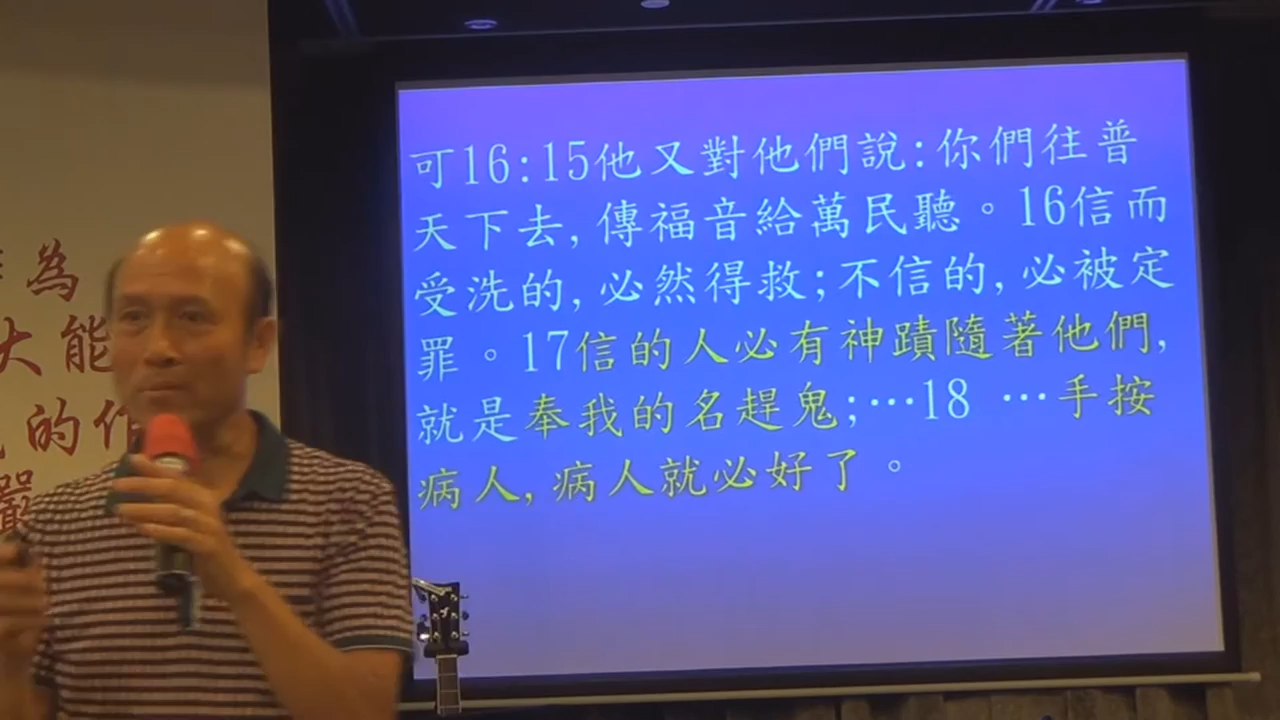 為
大能
的作
嚴
可16:15他又對他們說:你們往普
天下去,傳福音給萬民聽。16信而
受洗的,必然得救;不信的,必被定
罪。17信的人必有神蹟隨著他們,
就是奉我的名趕鬼;…18 …手按
病人,病人就必好了。